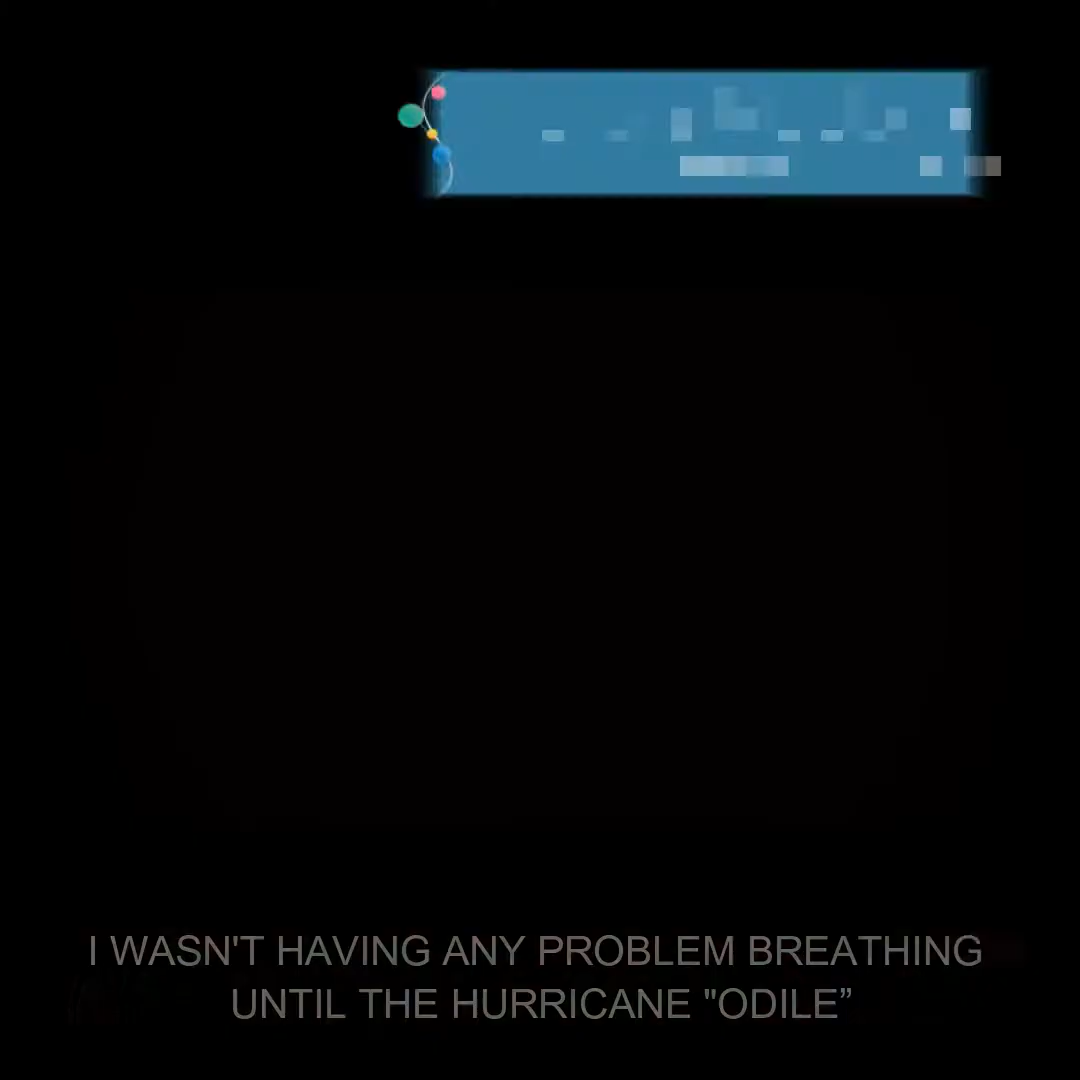 I WASN'T HAVING ANY PROBLEM BREATHING
UNTIL THE HURRICANE "ODILE”